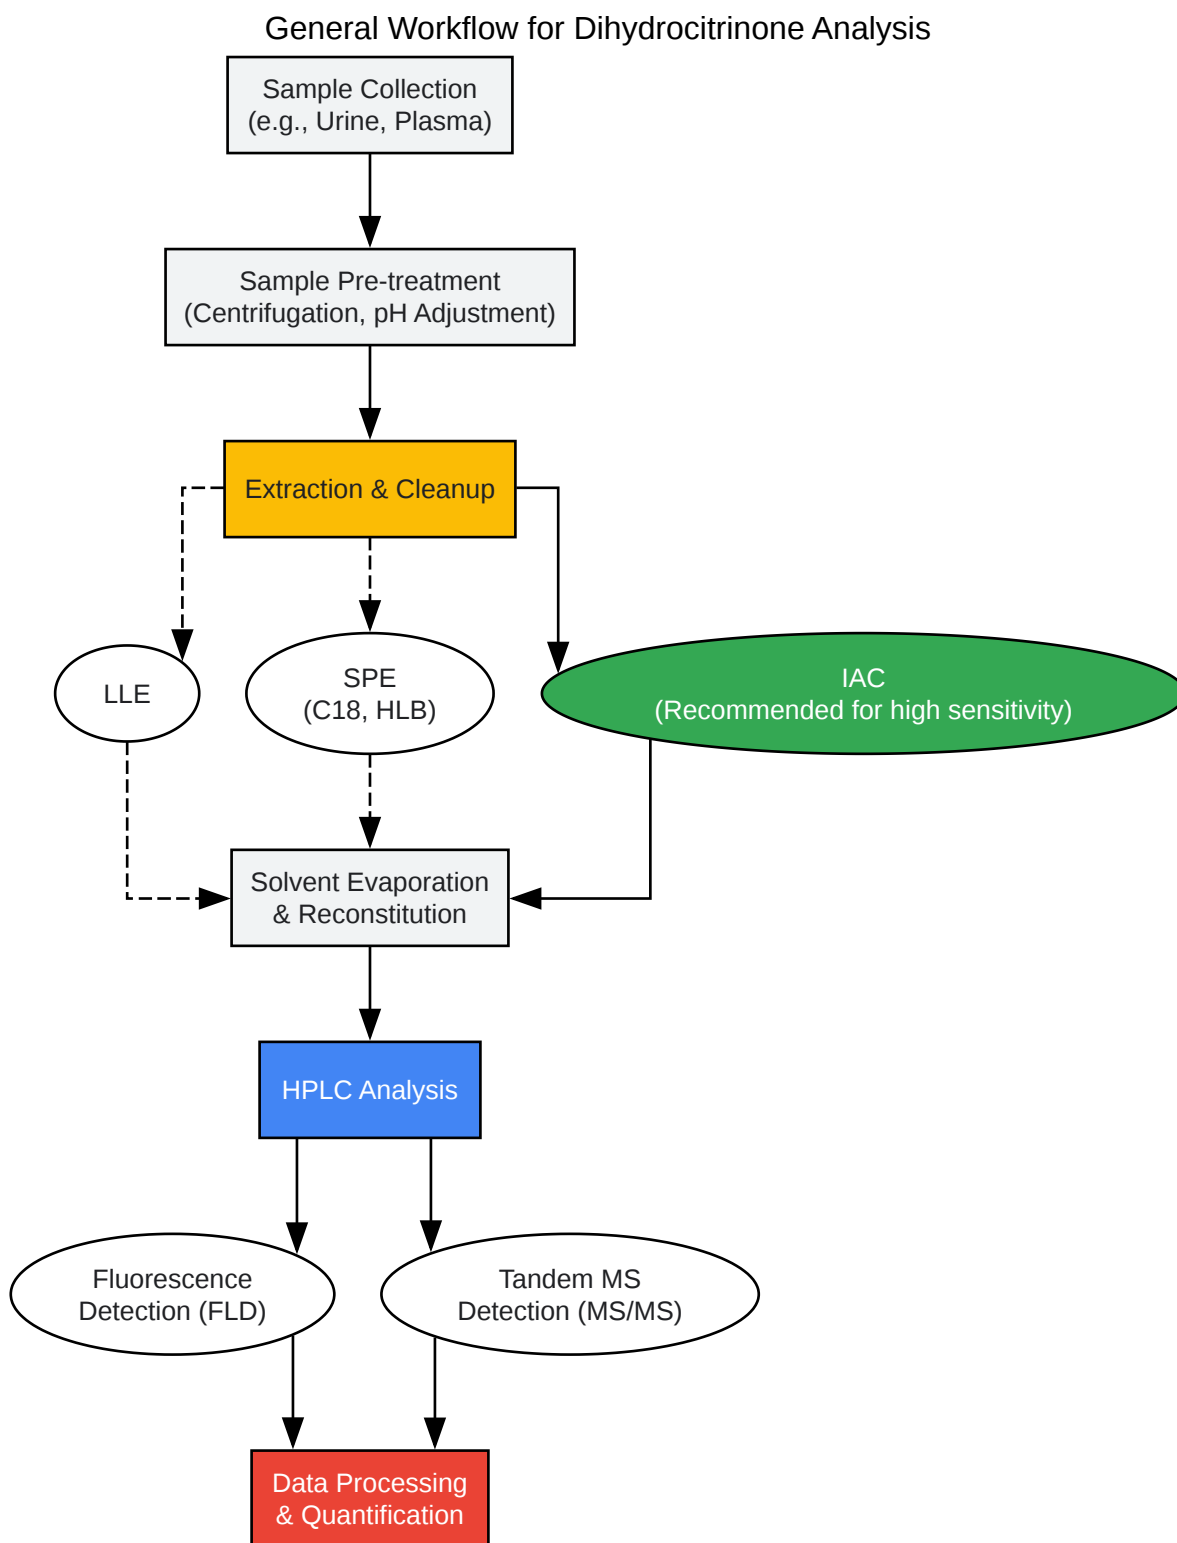 General Workflow for Dihydrocitrinone Analysis
Sample Collection
(e.g., Urine, Plasma)
Sample Pre-treatment
(Centrifugation, pH Adjustment)
Extraction & Cleanup
LLE
SPE
(C18, HLB)
IAC
(Recommended for high sensitivity)
Solvent Evaporation
& Reconstitution
HPLC Analysis
Fluorescence
Detection (FLD)
Tandem MS
Detection (MS/MS)
Data Processing
& Quantification